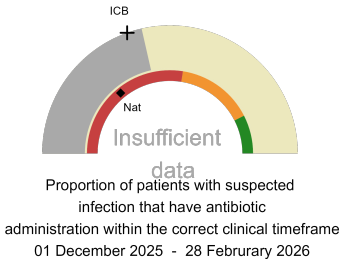 ICB
Nat
Insufficient
data
Proportion of patients with suspected
infection that have antibiotic
administration within the correct clinical timeframe
01 December 2025  -  28 Februrary 2026